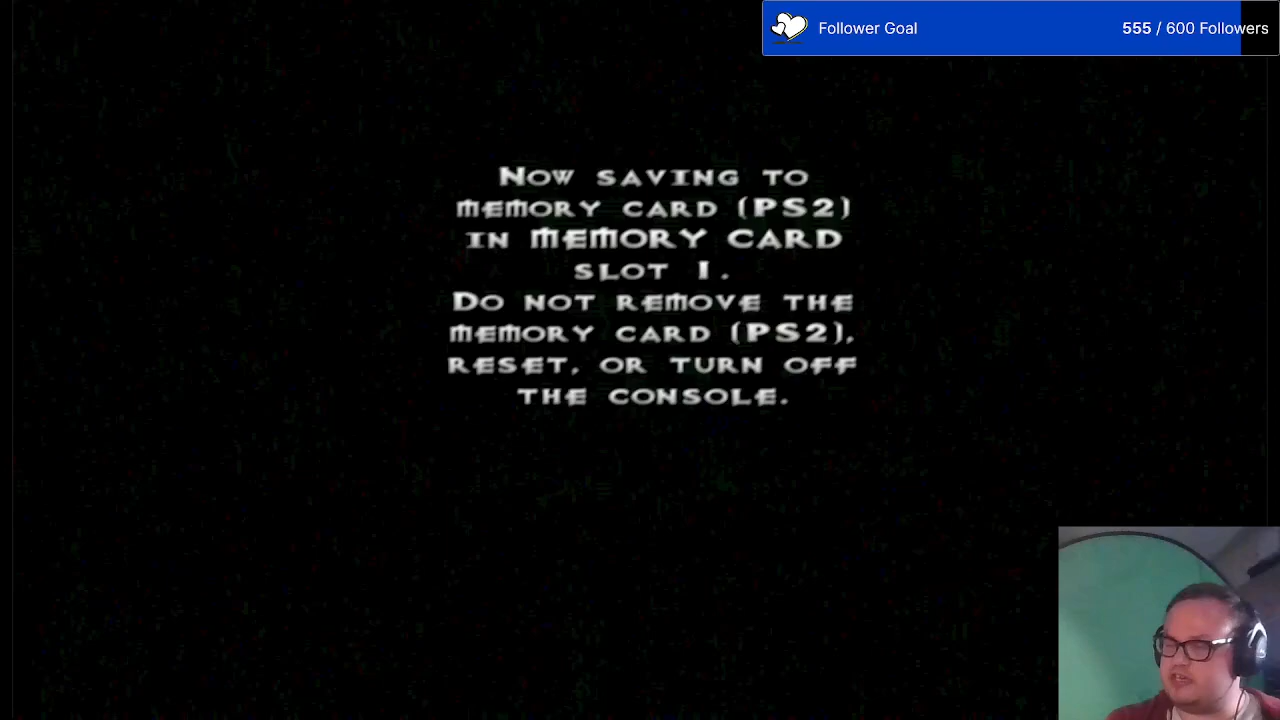 Follower Goal
555 / 600 Followers
Now saving to
memory card (PS2)
in MEMORY CARD
slot 1.
Do not remove the
memory card (PS2),
reset, or turn off
the console.